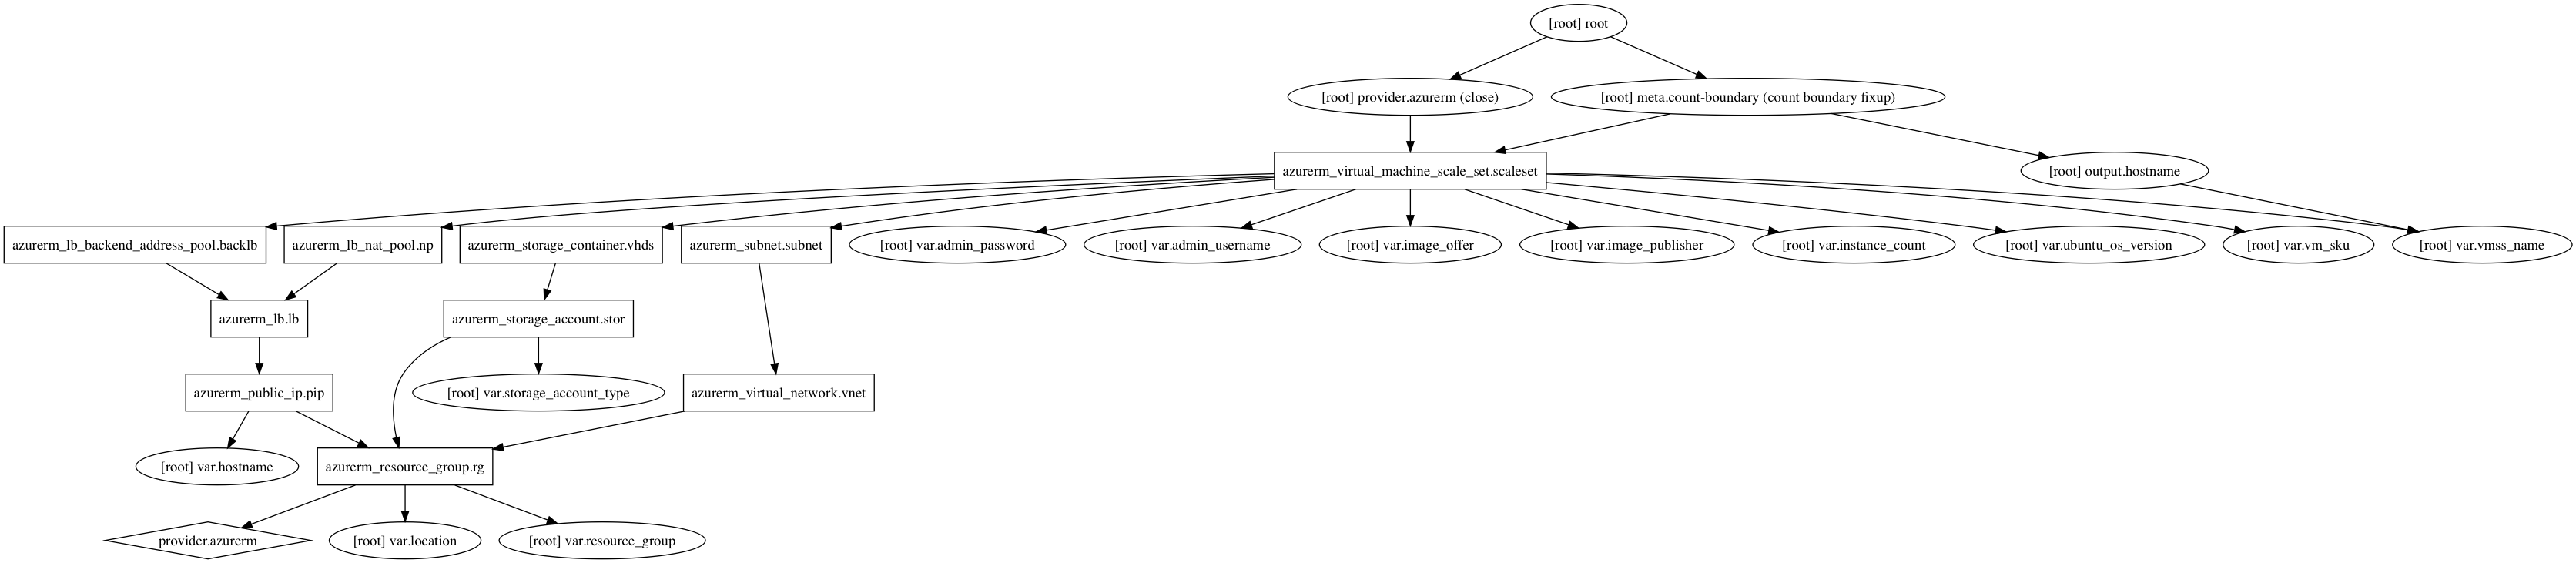 [root] root
[root] provider.azurerm (close)
[root] meta.count-boundary (count boundary fixup)
azurerm_virtual_machine_scale_set.scaleset
[root] output.hostname
azurerm_lb_backend_address_pool.backlb
azurerm_lb_nat_pool.np
azurerm_storage_container.vhds
azurerm_subnet.subnet
[root] var.admin_password
[root] var.admin_username
[root] var.image_offer
[root] var.image_publisher
[root] var.instance_count
[root] var.ubuntu_os_version
[root] var.vm_sku
[root] var.vmss_name
azurerm_lb.lb
azurerm_storage_account.stor
azurerm_public_ip.pip
[root] var.storage_account_type
azurerm_virtual_network.vnet
[root] var.hostname
azurerm_resource_group.rg
provider.azurerm
[root] var.location
[root] var.resource_group